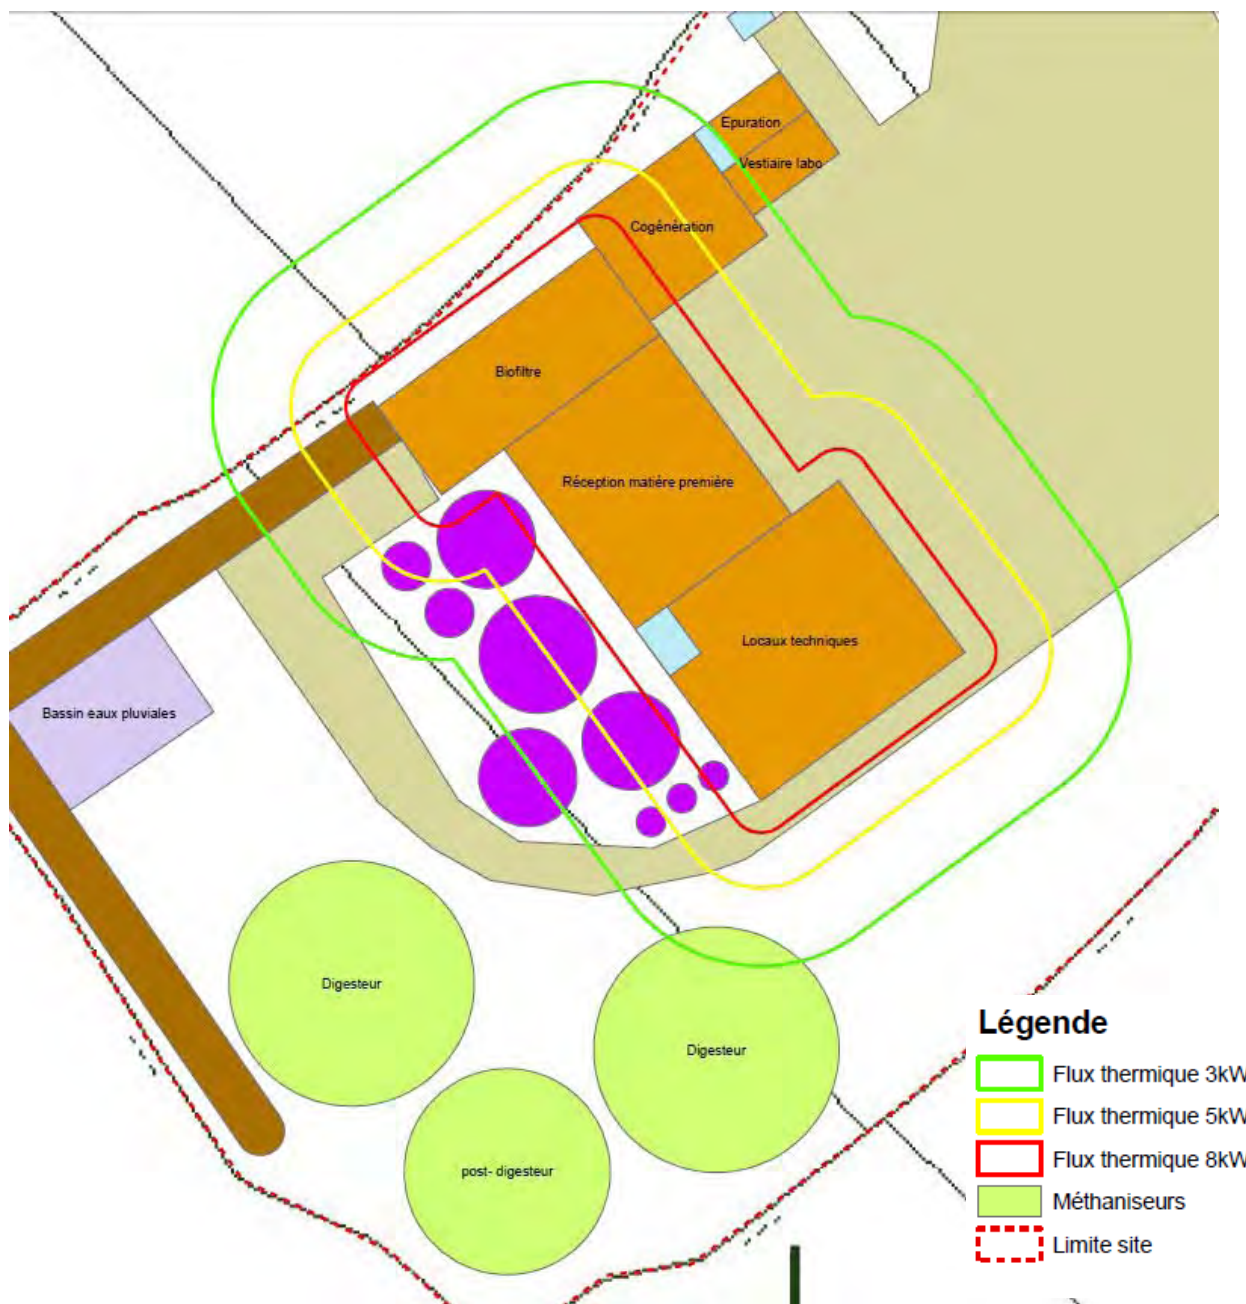 Epuration
Vestiaire labo
Cogénération
Biofiltre
Réception matière première
Locaux techniques
Bassin eaux pluviales
Digesteur
Digesteur
post- digesteur
Légende
Flux thermique 3kW
Flux thermique 5kW
Flux thermique 8kW
Méthaniseurs
Limite site